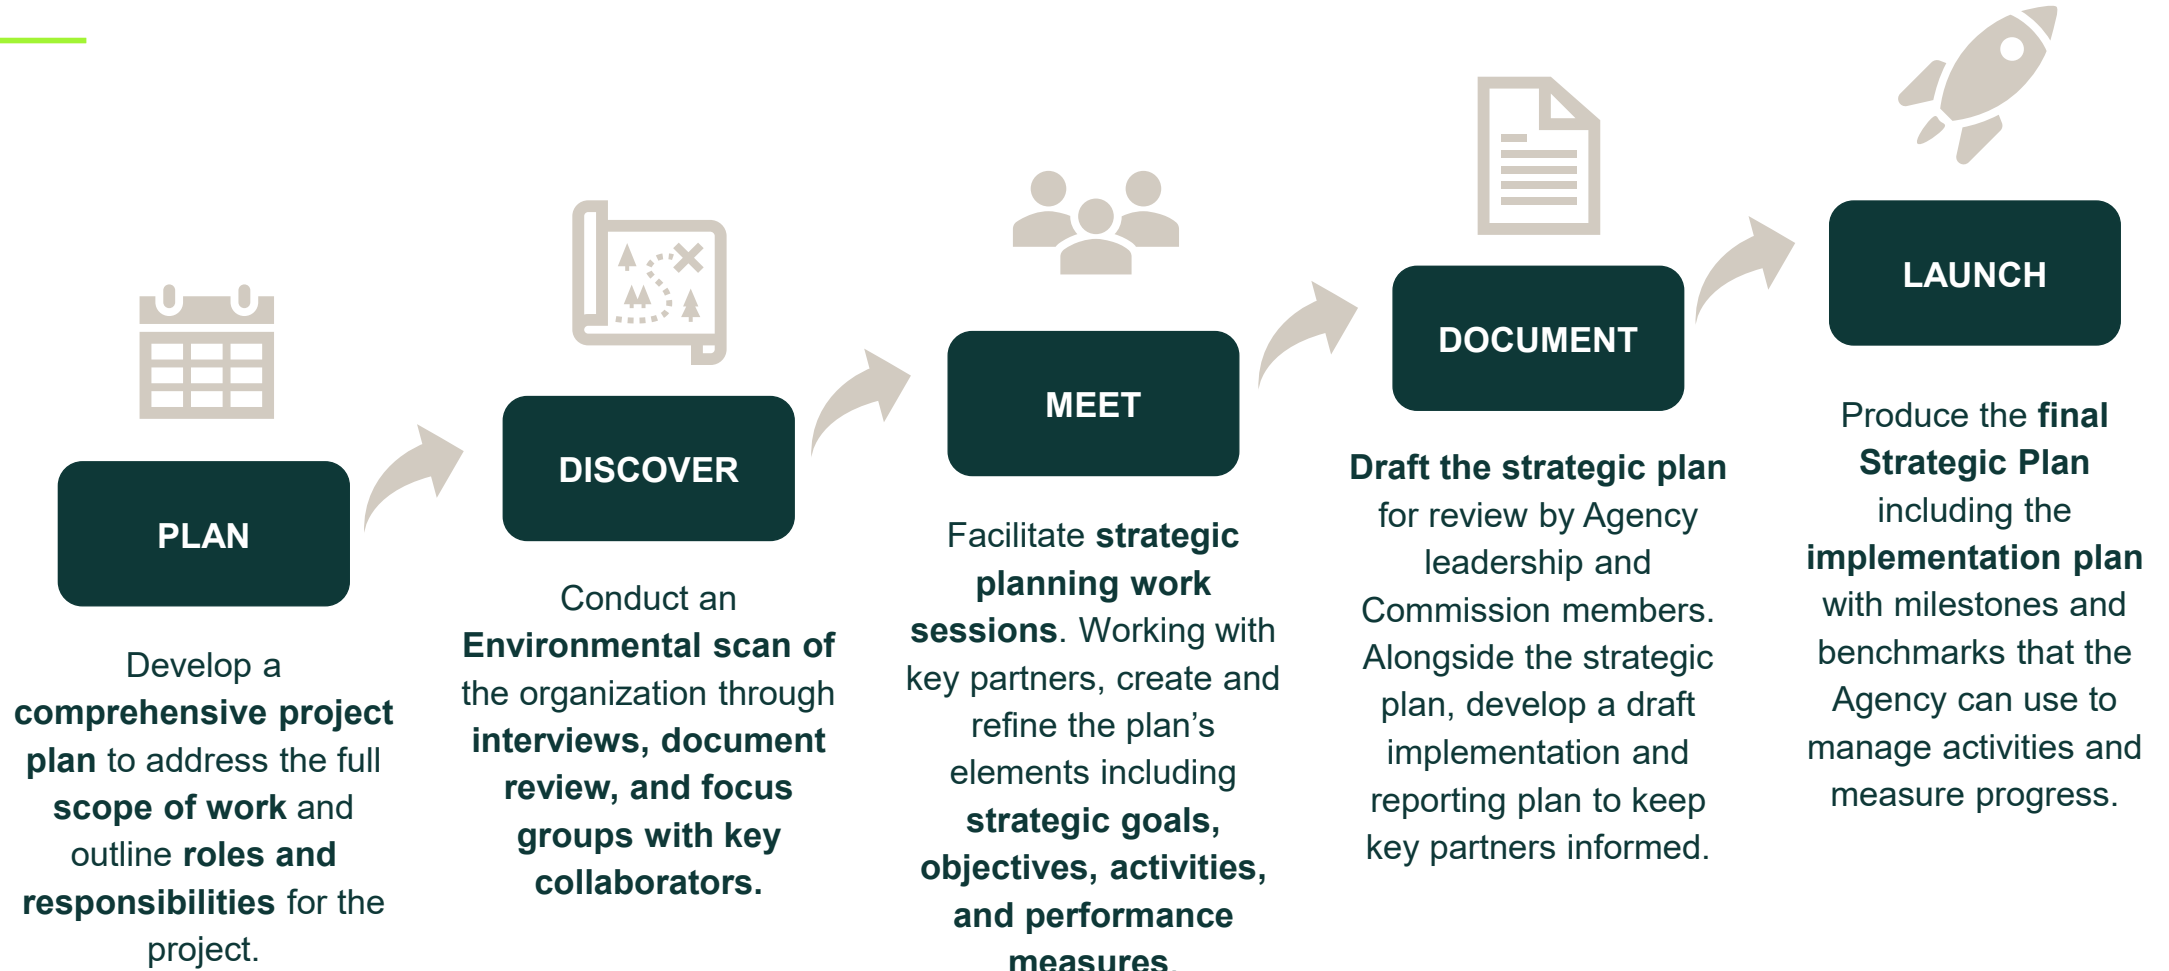 PLAN
Develop a
comprehensive project
plan to address the full
scope of work and
outline roles and
responsibilities for the
project.
DISCOVER
Conduct an
Environmental scan of
the organization through
interviews, document
review, and focus
groups with key
collaborators.
MEET
Facilitate strategic
planning work
sessions. Working with
key partners, create and
refine the plan’s
elements including
strategic goals,
objectives, activities,
and performance
measures.
DOCUMENT
Draft the strategic plan
for review by Agency
leadership and
Commission members.
Alongside the strategic
plan, develop a draft
implementation and
reporting plan to keep
key partners informed.
LAUNCH
Produce the final
Strategic Plan
including the
implementation plan
with milestones and
benchmarks that the
Agency can use to
manage activities and
measure progress.